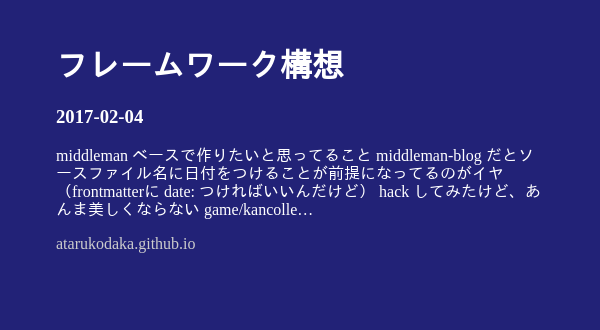 フレームワーク構想
2017-02-04
middleman ベースで作りたいと思ってること middleman-blog だとソ
ースファイル名に日付をつけることが前提になってるのがイヤ
（frontmatterに date: つければいいんだけど） hack してみたけど、あ
んま美しくならない game/kancolle…
atarukodaka.github.io